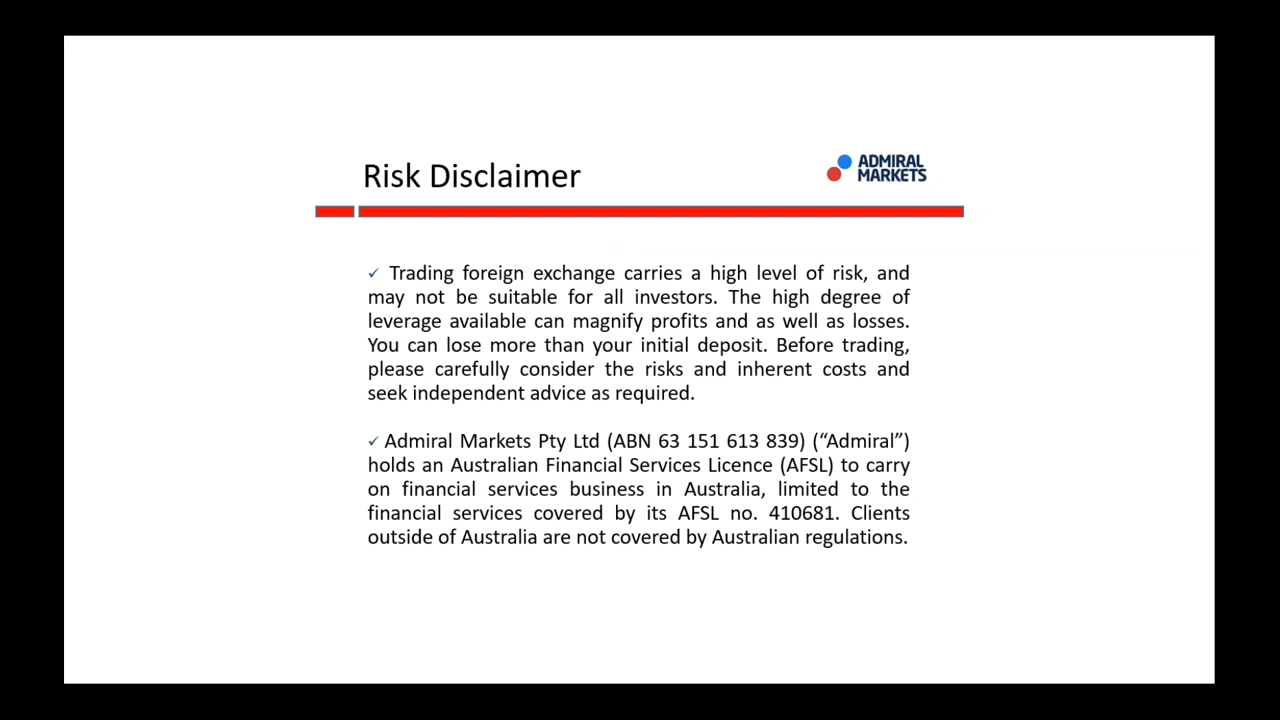 Risk Disclaimer
ADMIRAL
MARKETS
✓ Trading foreign exchange carries a high level of risk, and
may not be suitable for all investors. The high degree of
leverage available can magnify profits and as well as losses.
You can lose more than your initial deposit. Before trading,
please carefully consider the risks and inherent costs and
seek independent advice as required.
✓ Admiral Markets Pty Ltd (ABN 63 151 613 839) (“Admiral”)
holds an Australian Financial Services Licence (AFSL) to carry
on financial services business in Australia, limited to the
financial services covered by its AFSL no. 410681. Clients
outside of Australia are not covered by Australian regulations.